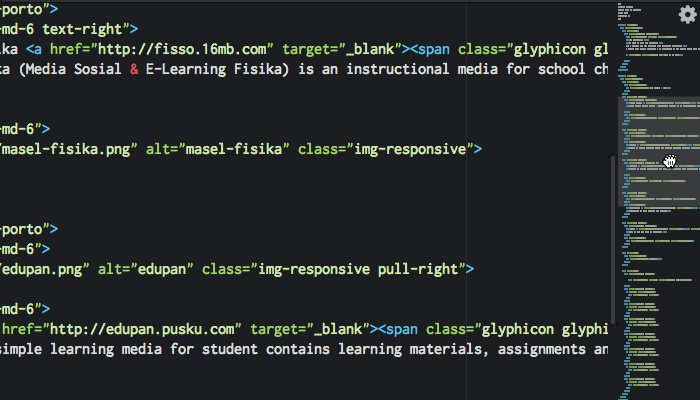 -porto">
-md-6 text-right">
ika <a href="http://fisso.16mb.com" target="_blank"><span class="glyphicon gl
ka (Media Sosial & E-Learning Fisika) is an instructional media for school ch
-md-6">
/masel-fisika.png" alt="masel-fisika" class="img-responsive">
-porto">
-md-6">
/edupan.png" alt="edupan" class="img-responsive pull-right">
-md-6">
href="http://edupan.pusku.com" target="_blank"><span class="glyphicon glyphi
simple learning media for student contains learning materials, assignments an